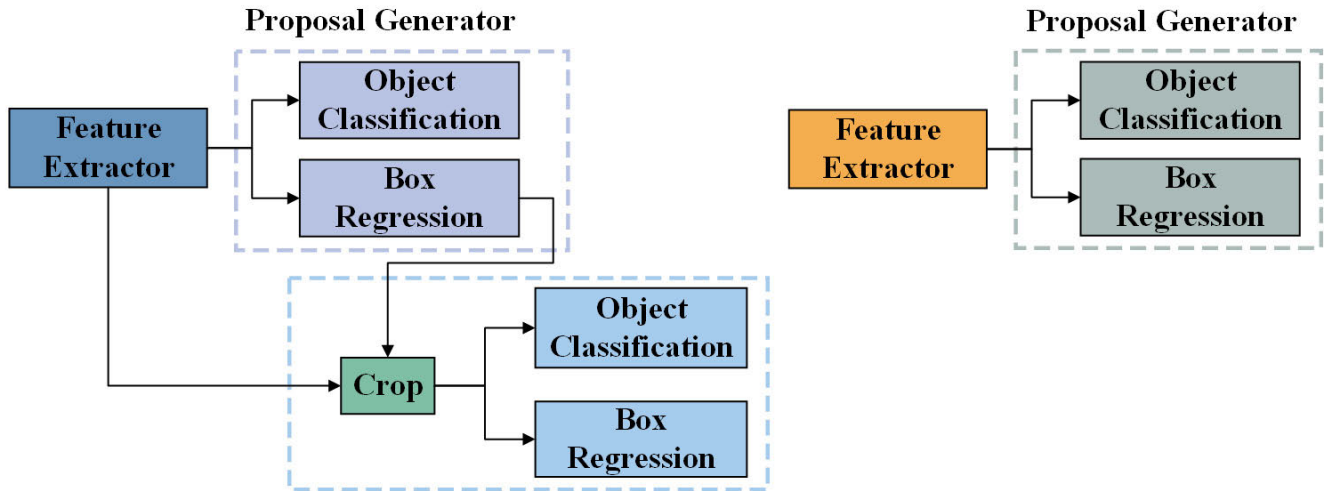 Proposal Generator
Object
Classification
Feature
Extractor
Box
Regression
Object
Classification
Crop
Box
Regression
Proposal Generator
Object
Classification
Feature
Extractor
Box
Regression